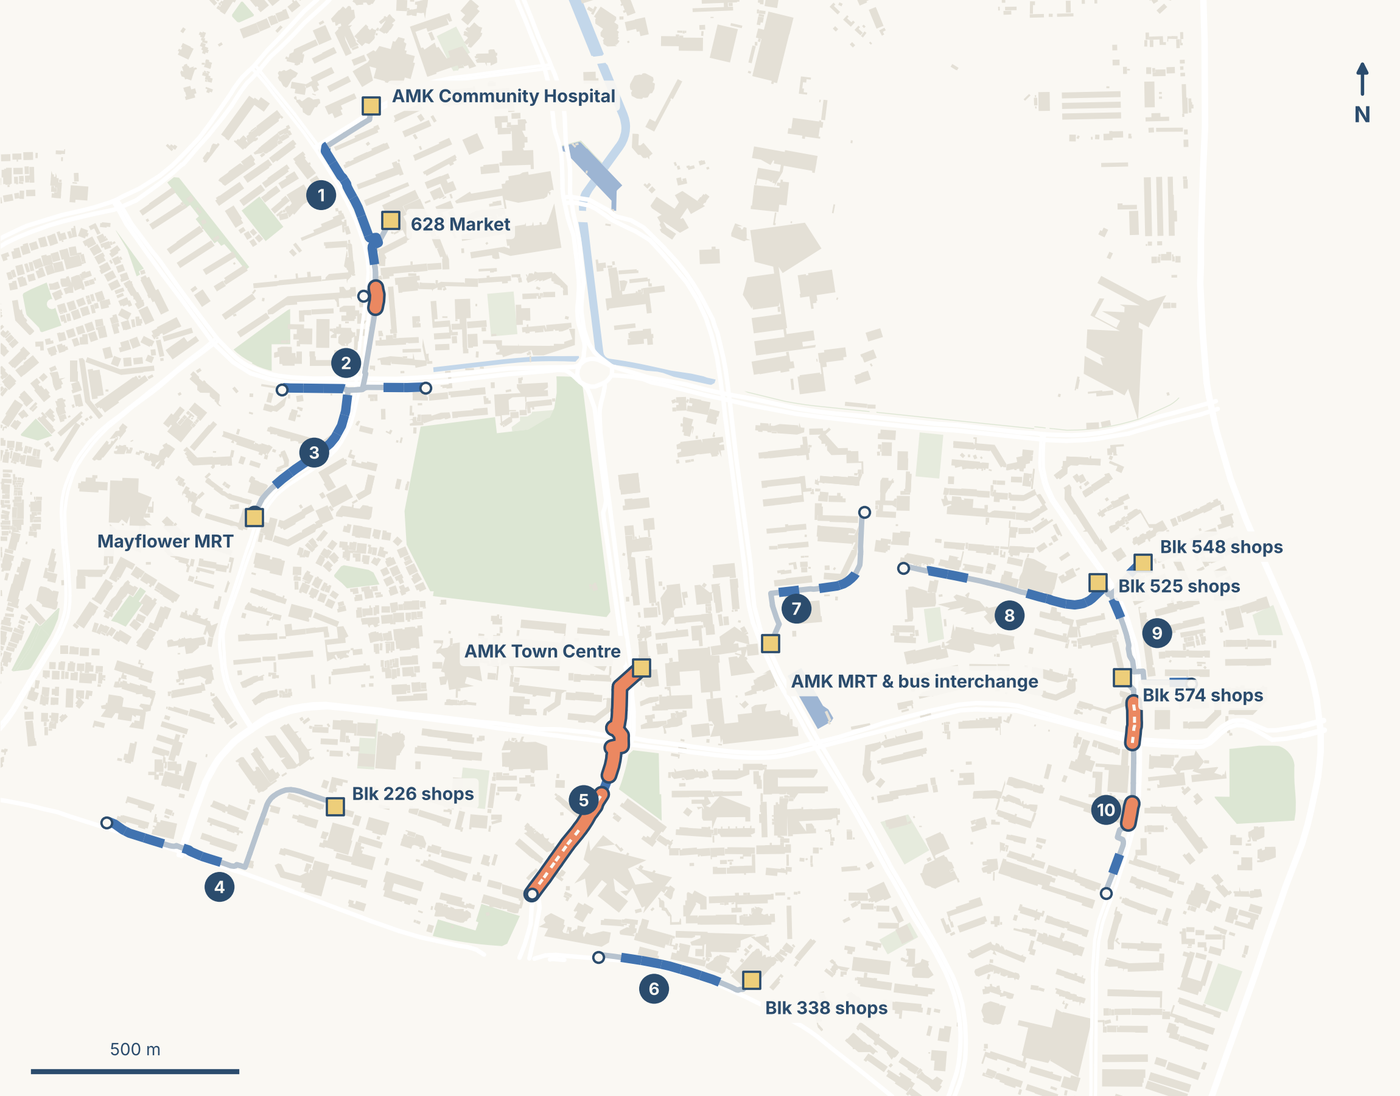 AMK Community Hospital
N
1
628 Market
2
3
Mayflower MRT
Blk 548 shops
Blk 525 shops
7
8
9
AMK Town Centre
AMK MRT & bus interchange
Blk 574 shops
Blk 226 shops
5
10
4
6
Blk 338 shops
500 m